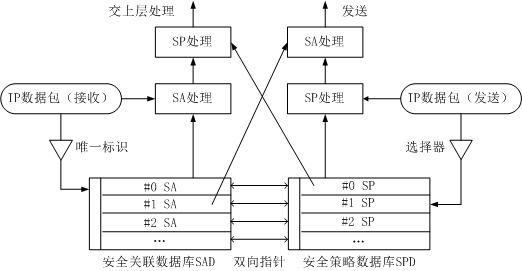 交上层处理
发送
SP处理
SA处理
IP数据包（接收）
SA处理
SP处理
IP数据包（发送）
唯一标识
选择器
#0 SA
#0 SP
#1 SA
#1 SP
#2 SA
#2 SP
...
...
安全关联数据库SAD
双向指针
安全策略数据库SPD